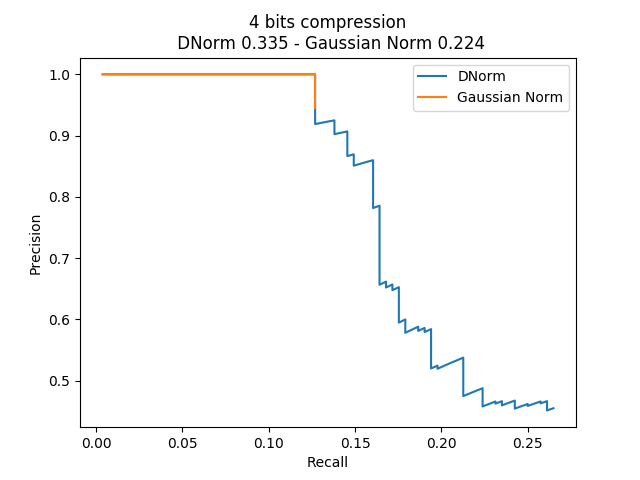 4 bits compression
DNorm 0.335 - Gaussian Norm 0.224
DNorm
Gaussian Norm
1.0
0.9
0.8
0.7
0.6
0.5
Precision
0.00 0.05 0.10 0.15 0.20 0.25
Recall